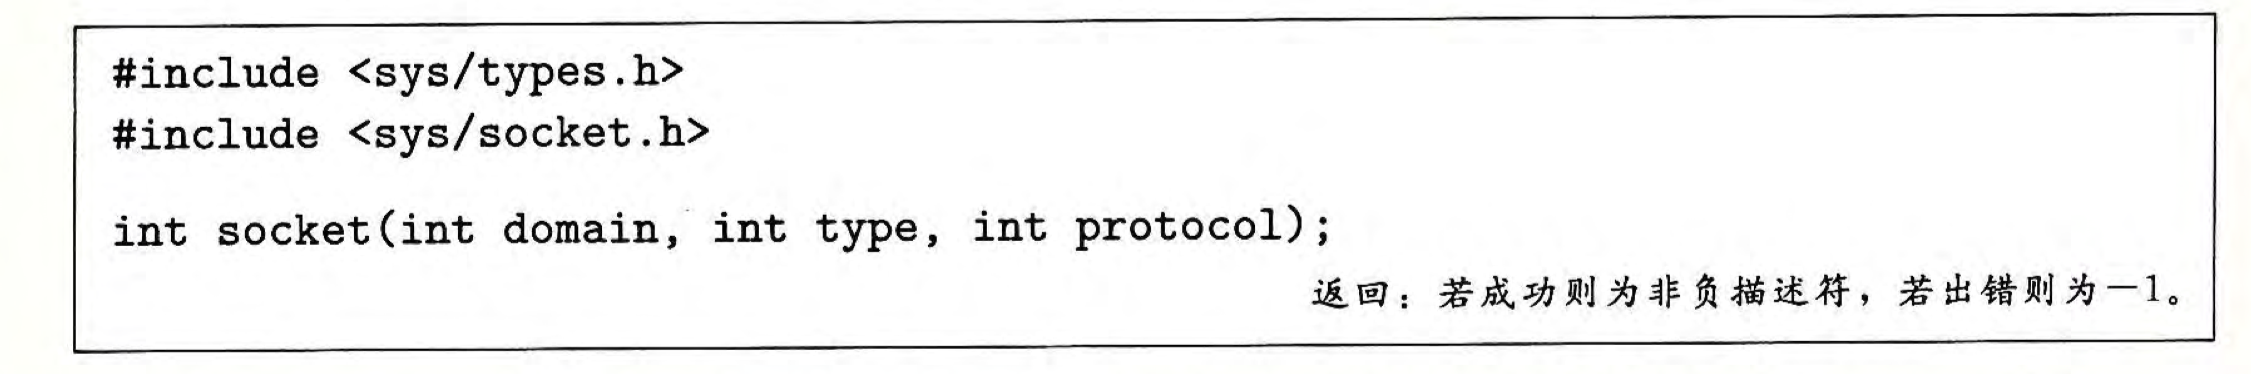 #include <sys/types.h>
#include <sys/socket.h>
int socket(int domain, int type, int protocol);
返回：若成功则为非负描述符，若出错则为－1。